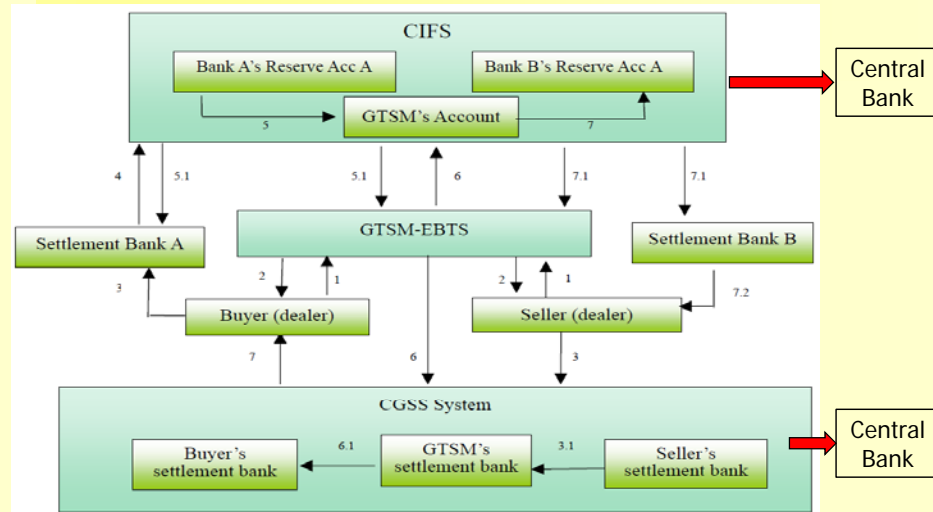 CIFS
Bank A's Reserve Acc A
Bank B's Reserve Acc A
Central
Bank
5
GTSM's Account
7
4
5.1
5.1
6
7.1
7.1
Settlement Bank A
GTSM-EBTS
Settlement Bank B
3
2
1
2
1
7.2
Buyer (dealer)
Seller (dealer)
7
6
3
CGSS System
Buyer's
settlement bank
6.1
GTSM's
settlement bank
3.1
Seller's
settlement bank
Central
Bank